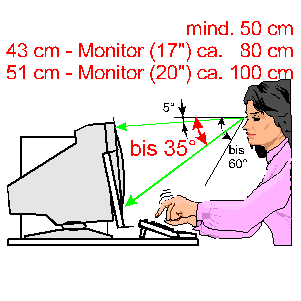 mind. 50 cm
43 cm - Monitor (17") ca. 80 cm
51 cm - Monitor (20") ca. 100 cm
5°
bis 35°
bis
60°